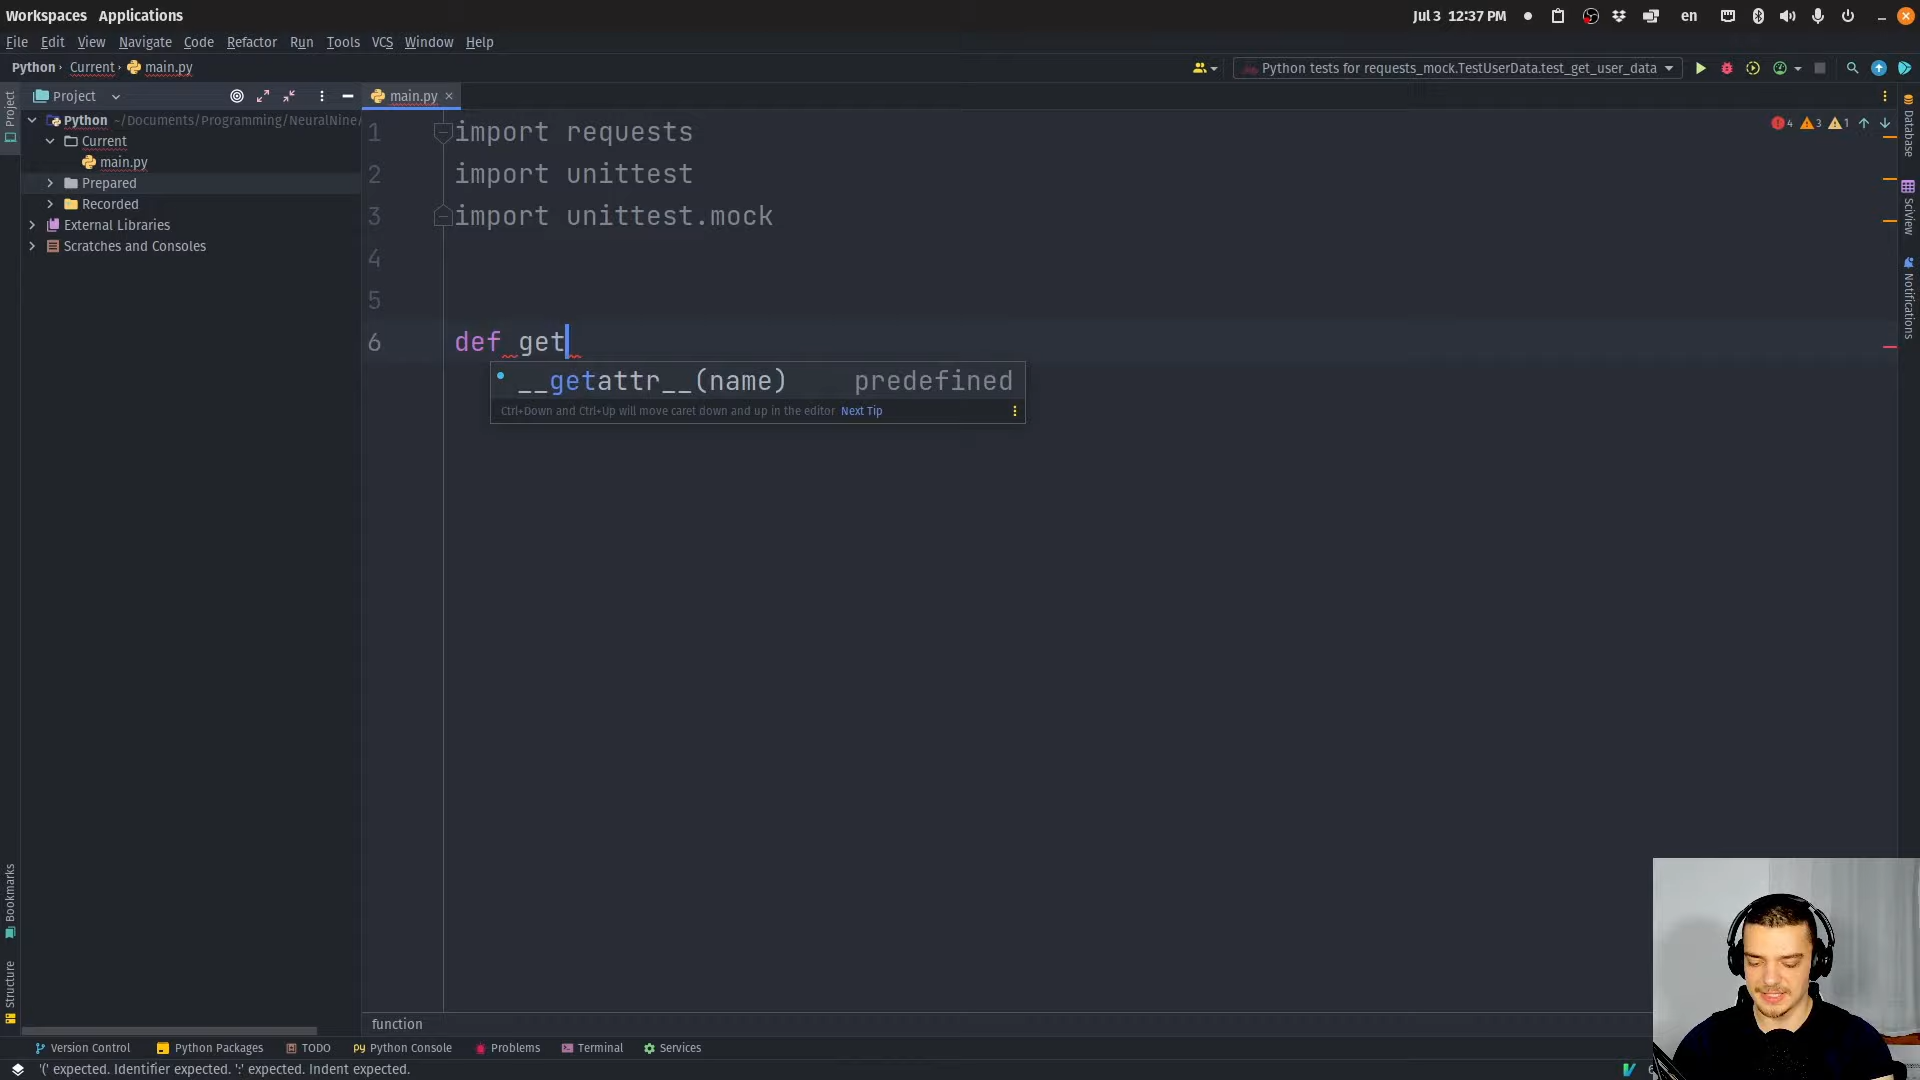 Workspaces Applications
Jul 3 12:37 PM
en
File Edit View Navigate Code Refactor Run Tools VCS Window Help
Python Current main.py
Python tests for requests_mock.TestUserData.test_get_user_data
Project
Project
main.py
Python ~/Documents/Programming/NeuralNine/
Current
main.py
Prepared
Recorded
External Libraries
Scratches and Consoles
4 3 1
1 import requests
2 import unittest
3 import unittest.mock
4
5
6 def get
__getattr__(name) predefined
Ctrl+Down and Ctrl+Up will move caret down and up in the editor Next Tip
Database
SciView
Notifications
Bookmarks
Structure
function
Version Control Python Packages TODO Python Console Problems Terminal Services
'(' expected. Identifier expected. ':' expected. Indent expected.